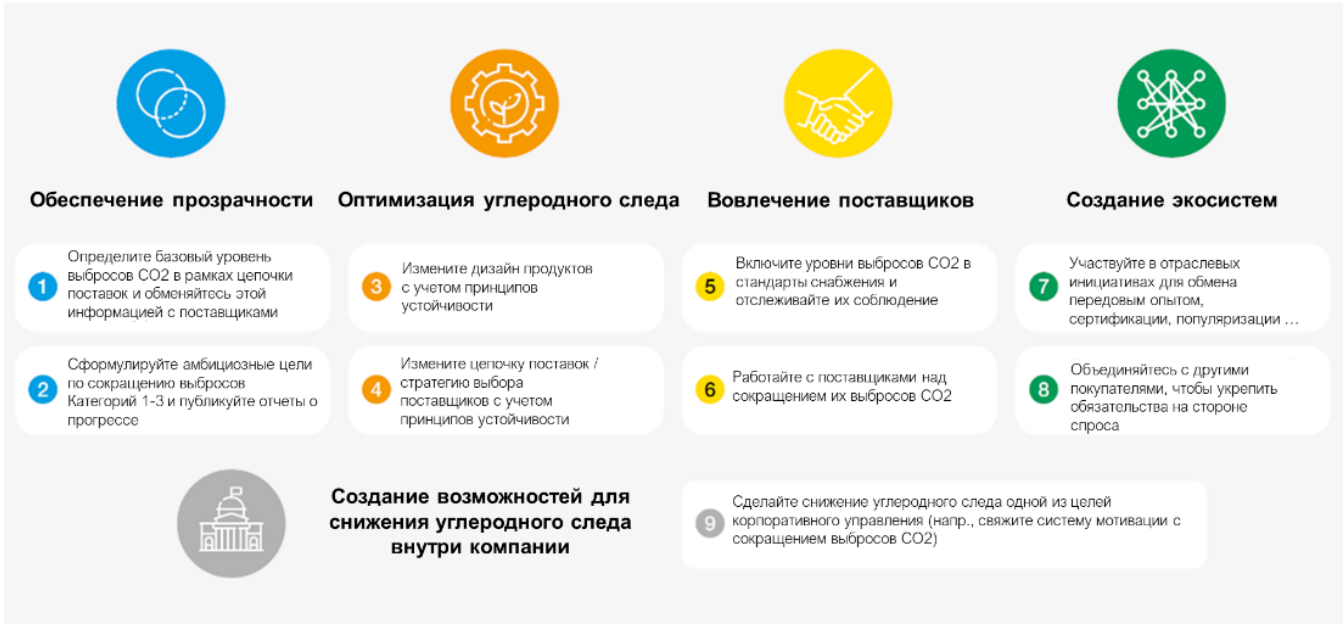 Обеспечение прозрачности
Оптимизация углеродного следа
Вовлечение поставщиков
Создание экосистем
1
Определите базовый уровень
выбросов CO2 в рамках цепочки
поставок и обменяйтесь этой
информацией с поставщиками
2
Сформулируйте амбициозные цели
по сокращению выбросов
Категорий 1-3 и публикуйте отчеты о
прогрессе
3
Измените дизайн продуктов
с учетом принципов
устойчивости
4
Измените цепочку поставок /
стратегию выбора
поставщиков с учетом
принципов устойчивости
5
Включите уровни выбросов CO2 в
стандарты снабжения и
отслеживайте их соблюдение
6
Работайте с поставщиками над
сокращением их выбросов CO2
7
Участвуйте в отраслевых
инициативах для обмена
передовым опытом,
сертификации, популяризации ...
8
Объединяйтесь с другими
покупателями, чтобы укрепить
обязательства на стороне
спроса
Создание возможностей для
снижения углеродного следа
внутри компании
9
Сделайте снижение углеродного следа одной из целей
корпоративного управления (напр., свяжите систему мотивации с
сокращением выбросов CO2)